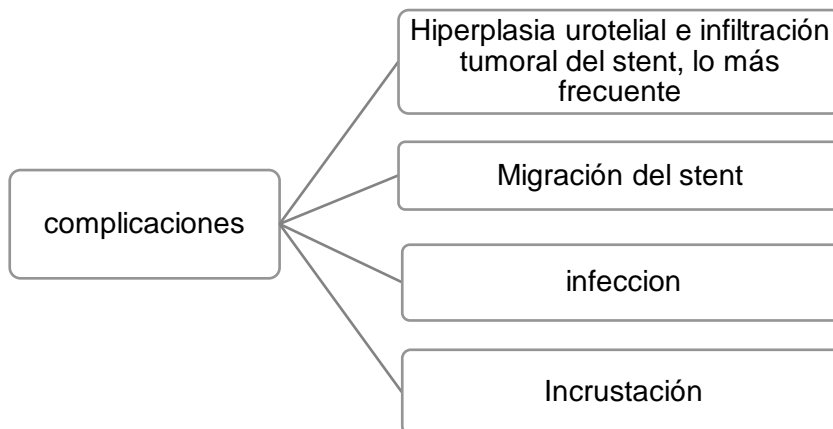 complicaciones
Hiperplasia urotelial e infiltración
tumoral del stent, lo más
frecuente
Migración del stent
infeccion
Incrustación